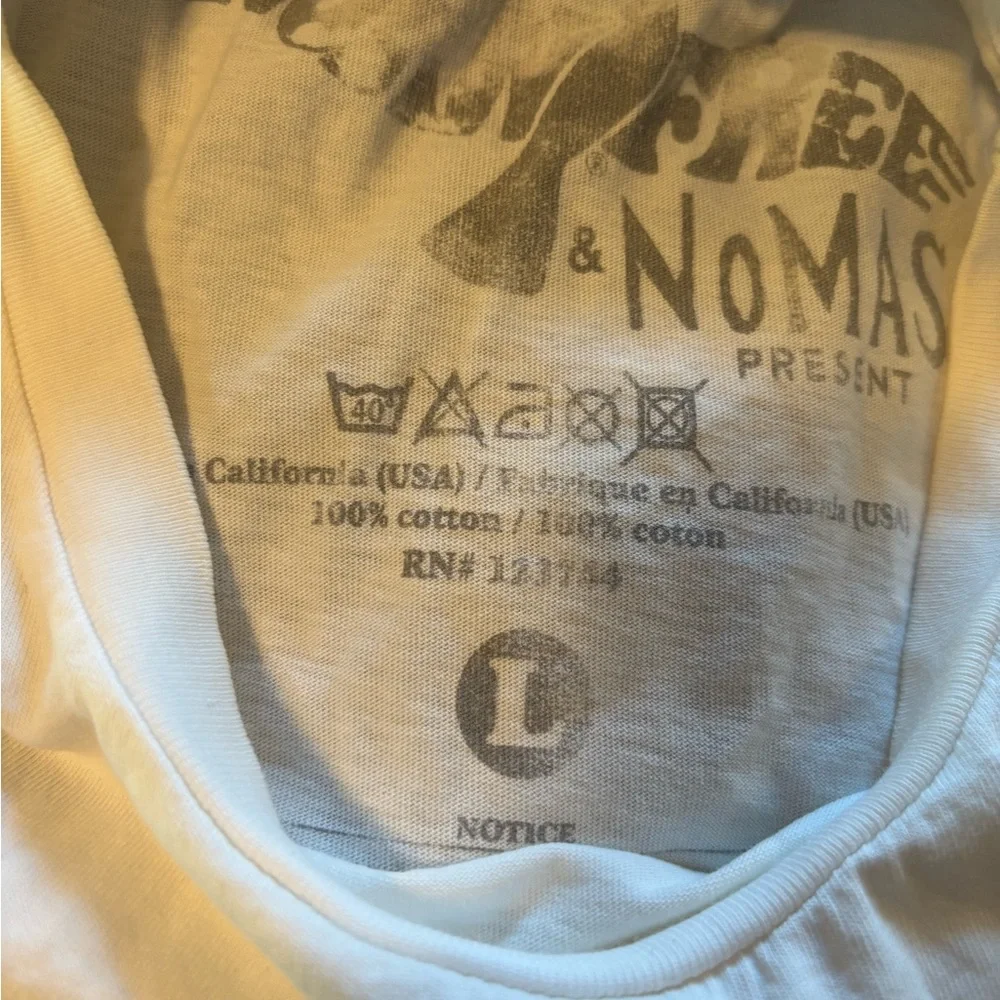 ®
& NoMAS
PRESENT
40°
California (USA) / Fabrique en California (USA)
100% cotton / 100% coton
RN#
L
NOTICE